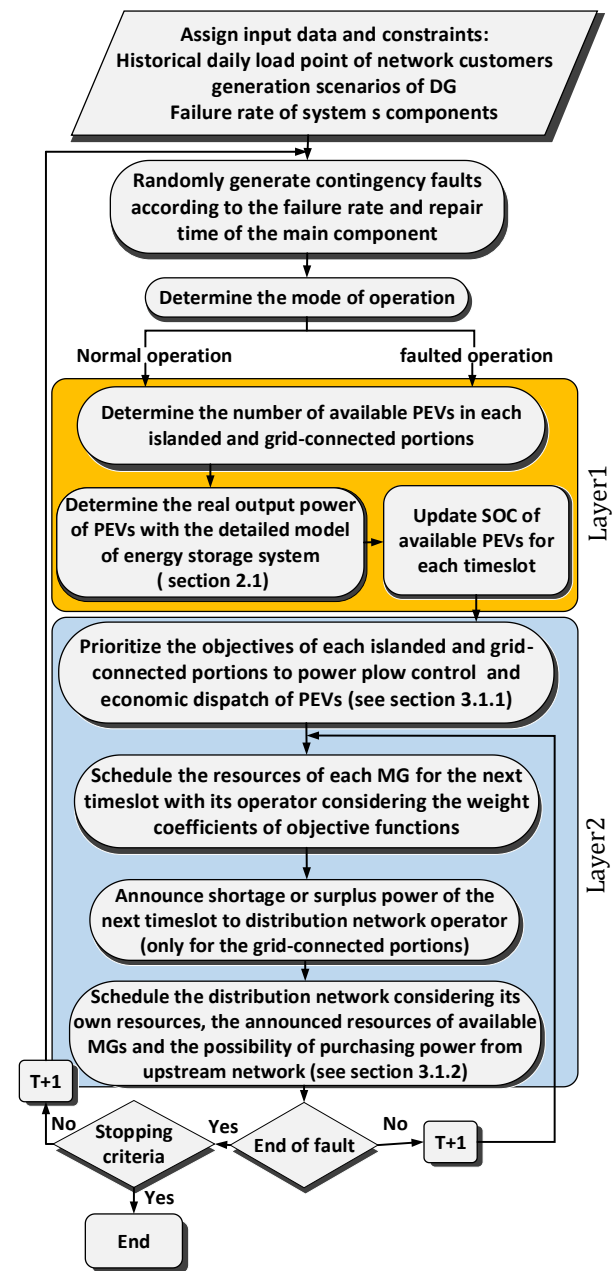 Assign input data and constraints:
Historical daily load point of network customers
generation scenarios of DG
Failure rate of system s components
Randomly generate contingency faults
according to the failure rate and repair
time of the main component
Determine the mode of operation
Normal operation
faulted operation
Determine the number of available PEVs in each
islanded and grid-connected portions
Determine the real output power
of PEVs with the detailed model
of energy storage system
( section 2.1)
Update SOC of
available PEVs for
each timeslot
Layer1
Prioritize the objectives of each islanded and grid-
connected portions to power plow control and
economic dispatch of PEVs (see section 3.1.1)
Schedule the resources of each MG for the next
timeslot with its operator considering the weight
coefficients of objective functions
Announce shortage or surplus power of the
next timeslot to distribution network operator
(only for the grid-connected portions)
Schedule the distribution network considering its
own resources, the announced resources of available
MGs and the possibility of purchasing power from
upstream network (see section 3.1.2)
Layer2
T+1
No
Stopping
criteria
Yes
End of fault
No
T+1
Yes
End